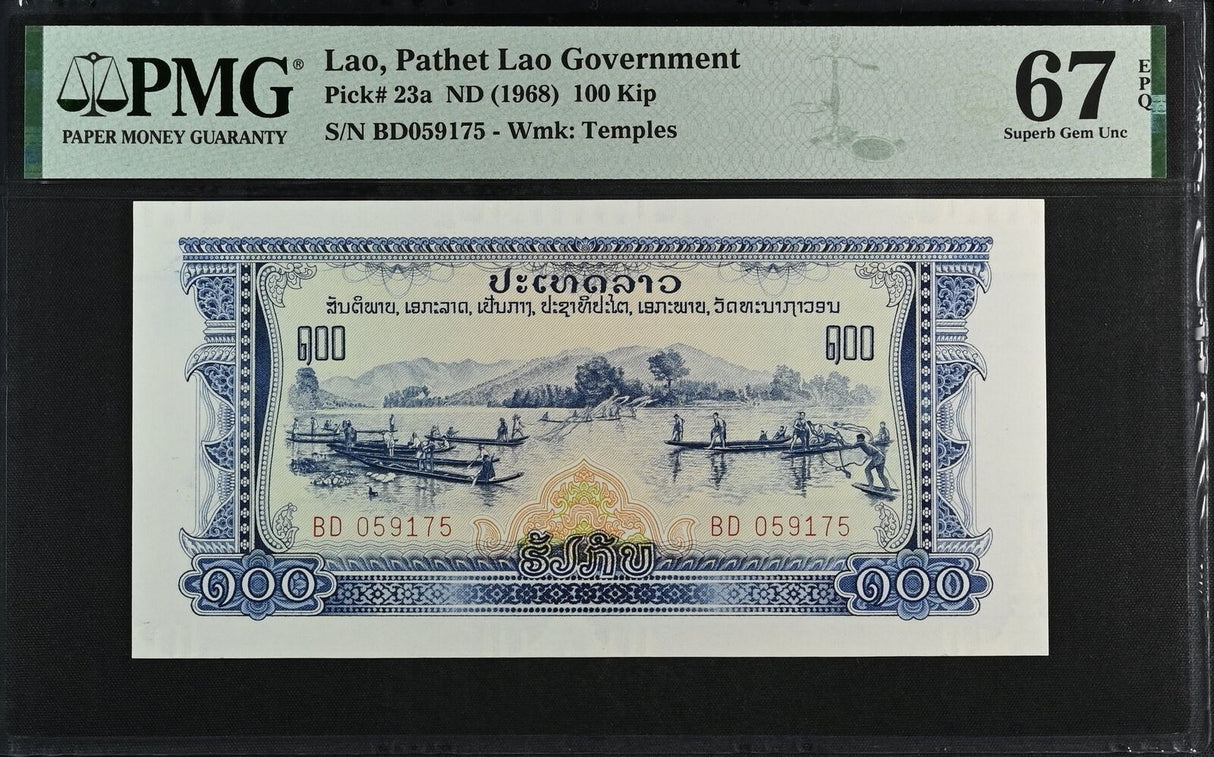 PMG®
PAPER MONEY GUARANTY
Lao, Pathet Lao Government
Pick# 23a ND (1968) 100 Kip
S/N BD059175 - Wmk: Temples
67 EPQ
Superb Gem Unc
ປະເທດລາວ
ສັນຕິພາບ, ເອກະລາດ, ເປັນກາງ, ປະຊາທິປະໄຕ, ເອກະພາບ, ວັດທະນາຖາວອນ
໑໐໐ ໑໐໐
BD 059175 BD 059175
ຮ້ອຍກີບ
໑໐໐ ໑໐໐